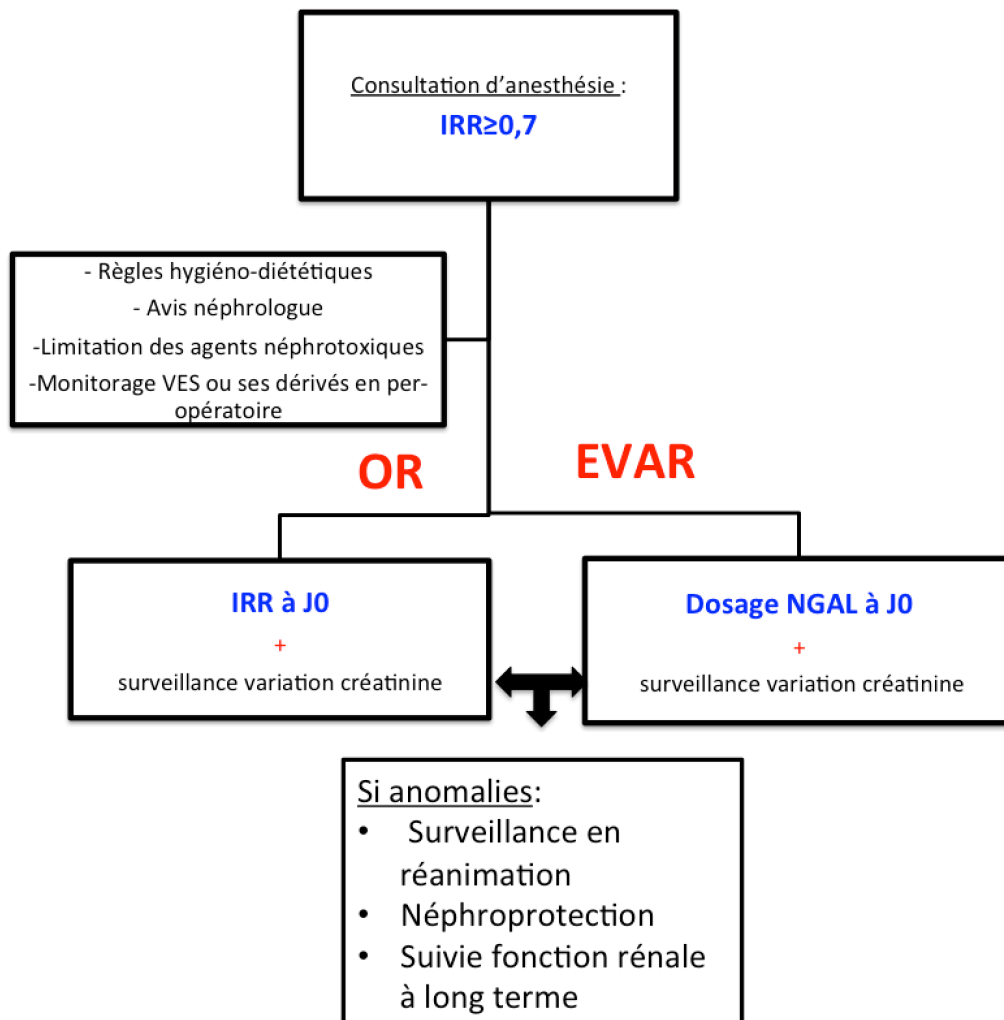 Consultation d'anesthésie :
IRR≥0,7
- Règles hygiéno-diététiques
- Avis néphrologue
-Limitation des agents néphrotoxiques
-Monitorage VES ou ses dérivés en per-
opératoire
OR
EVAR
IRR à J0
+
surveillance variation créatinine
Dosage NGAL à J0
+
surveillance variation créatinine
Si anomalies:
• Surveillance en
réanimation
• Néphroprotection
• Suivie fonction rénale
à long terme